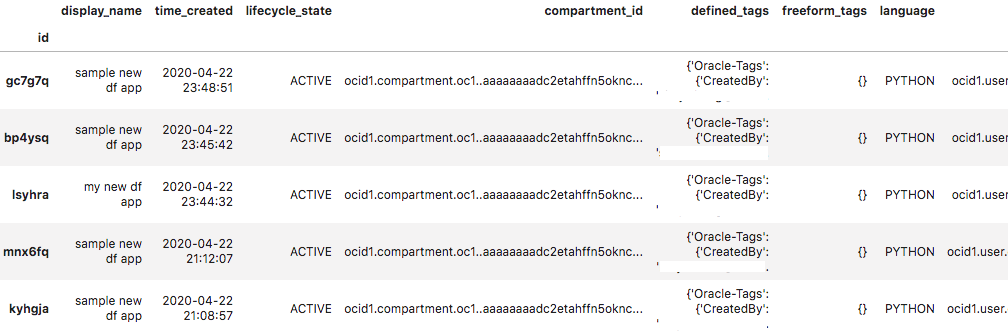 display_name time_created lifecycle_state compartment_id defined_tags freeform_tags language
id
gc7g7q sample new df app 2020-04-22 23:48:51 ACTIVE ocid1.compartment.oc1..aaaaaaaadc2etahffn5oknc... {'Oracle-Tags': {'CreatedBy': {} PYTHON ocid1.user.
bp4ysq sample new df app 2020-04-22 23:45:42 ACTIVE ocid1.compartment.oc1..aaaaaaaadc2etahffn5oknc... {'Oracle-Tags': {'CreatedBy': {} PYTHON ocid1.user.
lsyhra my new df app 2020-04-22 23:44:32 ACTIVE ocid1.compartment.oc1..aaaaaaaadc2etahffn5oknc... {'Oracle-Tags': {'CreatedBy': {} PYTHON ocid1.user.
mnx6fq sample new df app 2020-04-22 21:12:07 ACTIVE ocid1.compartment.oc1..aaaaaaaadc2etahffn5oknc... {'Oracle-Tags': {'CreatedBy': {} PYTHON ocid1.user.
kyhgja sample new df app 2020-04-22 21:08:57 ACTIVE ocid1.compartment.oc1..aaaaaaaadc2etahffn5oknc... {'Oracle-Tags': {'CreatedBy': {} PYTHON ocid1.user.